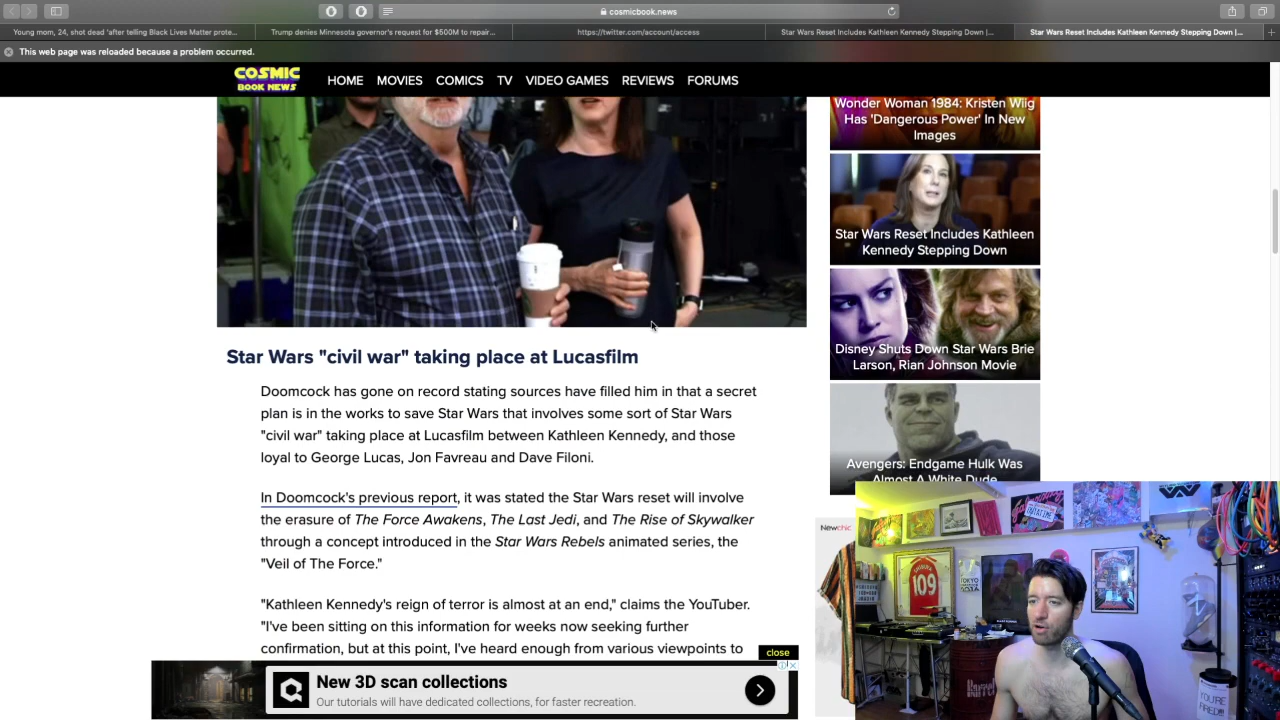 cosmicbook.news
Young mom, 24, shot dead 'after telling Black Lives Matter prote...
Trump denies Minnesota governor's request for $500M to repair...
https://twitter.com/account/access
Star Wars Reset Includes Kathleen Kennedy Stepping Down |...
Star Wars Reset Includes Kathleen Kennedy Stepping Down |...
This web page was reloaded because a problem occurred.
COSMIC
BOOK NEWS
HOME MOVIES COMICS TV VIDEO GAMES REVIEWS FORUMS
Wonder Woman 1984: Kristen Wiig
Has 'Dangerous Power' In New
Images
Star Wars Reset Includes Kathleen
Kennedy Stepping Down
Disney Shuts Down Star Wars Brie
Larson, Rian Johnson Movie
Avengers: Endgame Hulk Was
Almost A White Dude
Star Wars "civil war" taking place at Lucasfilm
Doomcock has gone on record stating sources have filled him in that a secret
plan is in the works to save Star Wars that involves some sort of Star Wars
"civil war" taking place at Lucasfilm between Kathleen Kennedy, and those
loyal to George Lucas, Jon Favreau and Dave Filoni.
In Doomcock's previous report, it was stated the Star Wars reset will involve
the erasure of The Force Awakens, The Last Jedi, and The Rise of Skywalker
through a concept introduced in the Star Wars Rebels animated series, the
"Veil of The Force."
"Kathleen Kennedy's reign of terror is almost at an end," claims the YouTuber.
"I've been sitting on this information for weeks now seeking further
confirmation, but at this point, I've heard enough from various viewpoints to
close
New 3D scan collections
Our tutorials will have dedicated collections, for faster recreation.
Newchic
SHIBUYA
109
TOKYO
YOU'RE
FIRED!!!